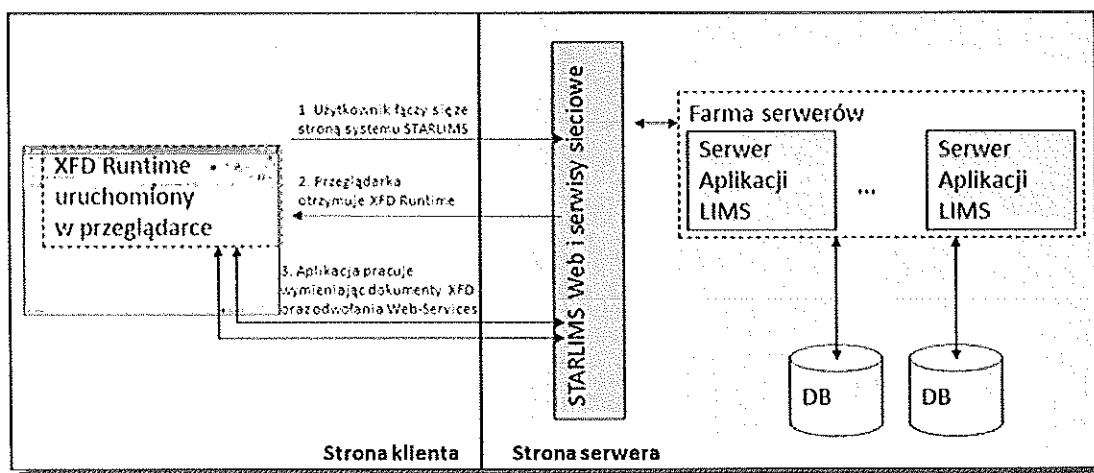 1. Użytkownik łączy się ze
stroną systemu STARLIMS
XFD Runtime
uruchomiony
w przeglądarce
2. Przeglądarka
otrzymuje XFD Runtime
3. Aplikacja pracuje
wymieniając dokumenty XFD
oraz odwołania Web-Services
Strona klienta
STARLIMS Web i serwisy sieciowe
Farma serwerów
Serwer
Aplikacji
LIMS
...
Serwer
Aplikacji
LIMS
DB
DB
Strona serwera